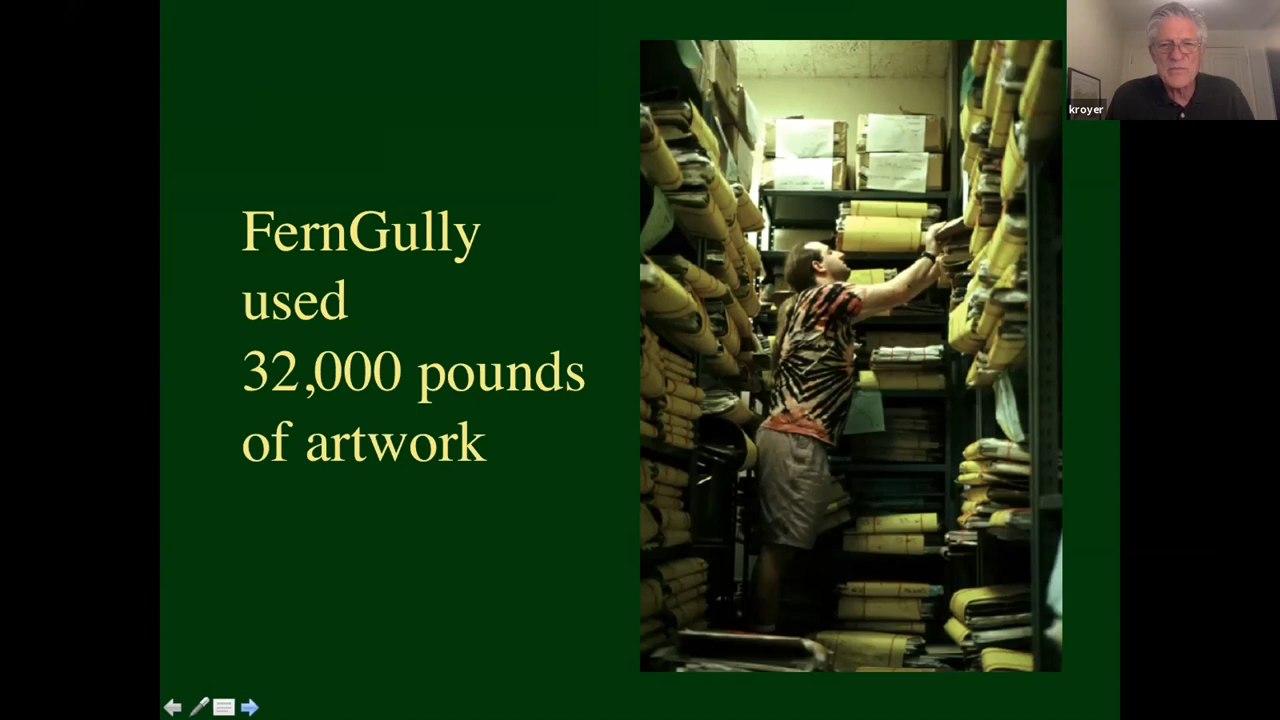 FernGully
used
32,000 pounds
of artwork
kroyer